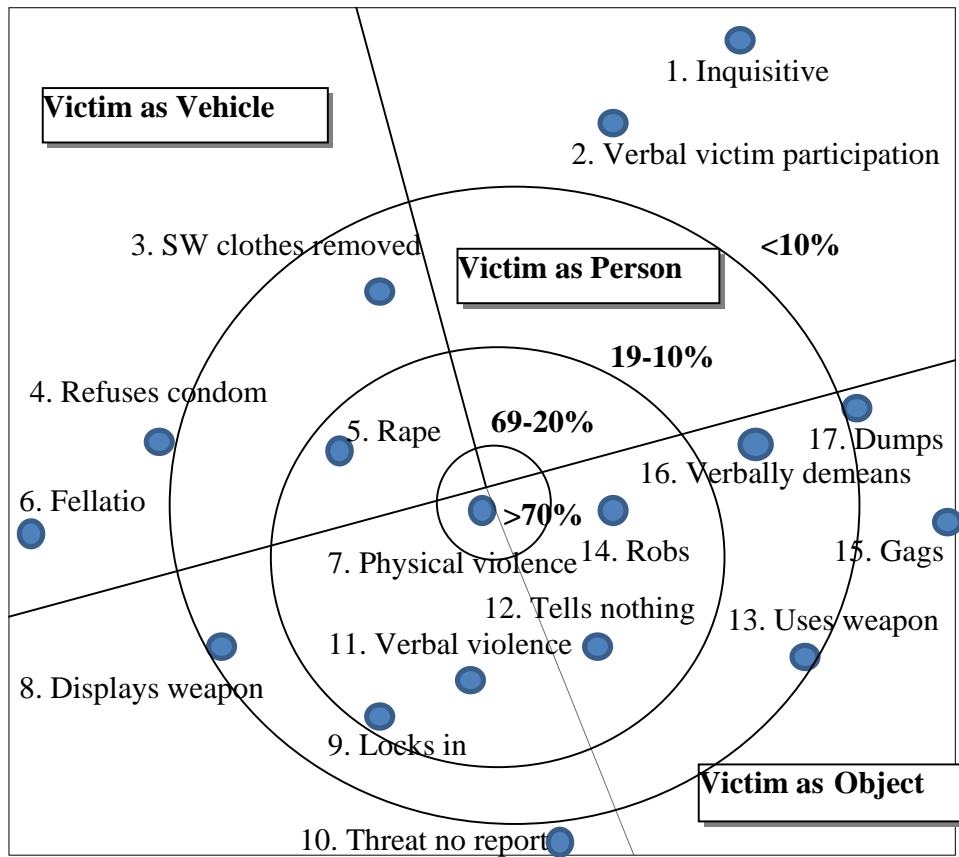 1. Inquisitive
Victim as Vehicle
2. Verbal victim participation
3. SW clothes removed
<10%
Victim as Person
19-10%
4. Refuses condom
69-20%
5. Rape
17. Dumps
16. Verbally demeans
6. Fellatio
>70%
7. Physical violence
14. Robs
15. Gags
12. Tells nothing
13. Uses weapon
11. Verbal violence
8. Displays weapon
9. Locks in
Victim as Object
10. Threat no report